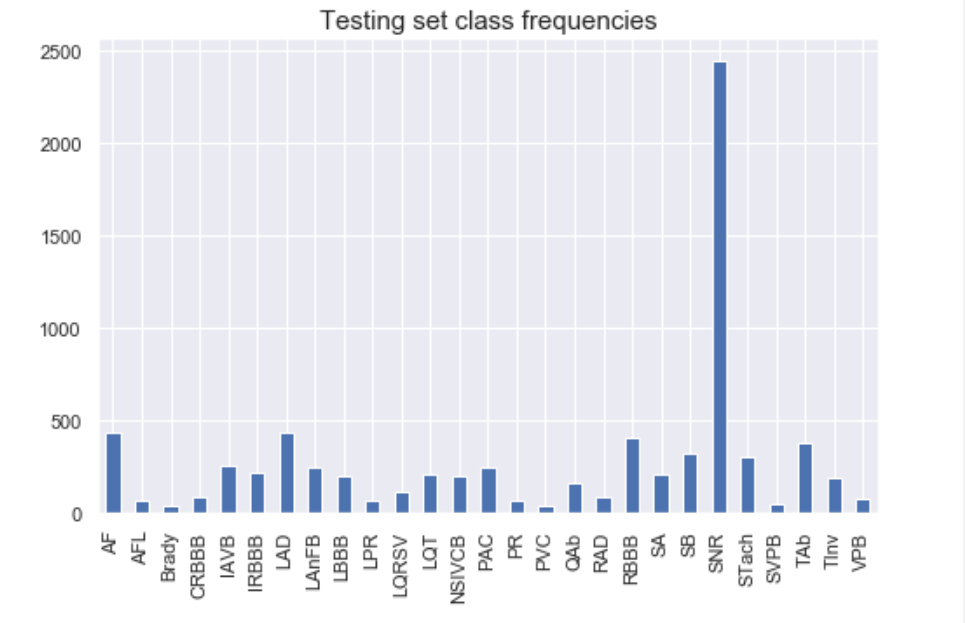 Testing set class frequencies
2500
2000
1500
1000
500
0
AF
AFL
Brady
CRBBB
IAVB
IRBBB
LAD
LAnFB
LBBB
LPR
LQRSV
LQT
NSIVCB
PAC
PR
PVC
QAb
RAD
RBBB
SA
SB
SNR
STach
SVPB
TAb
TInv
VPB